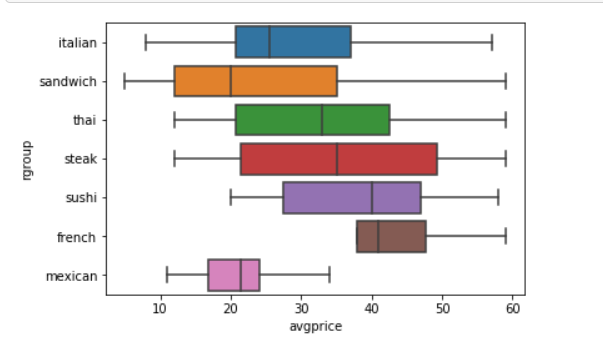 italian
sandwich
thai
steak
sushi
french
mexican
rgroup
10 20 30 40 50 60
avgprice